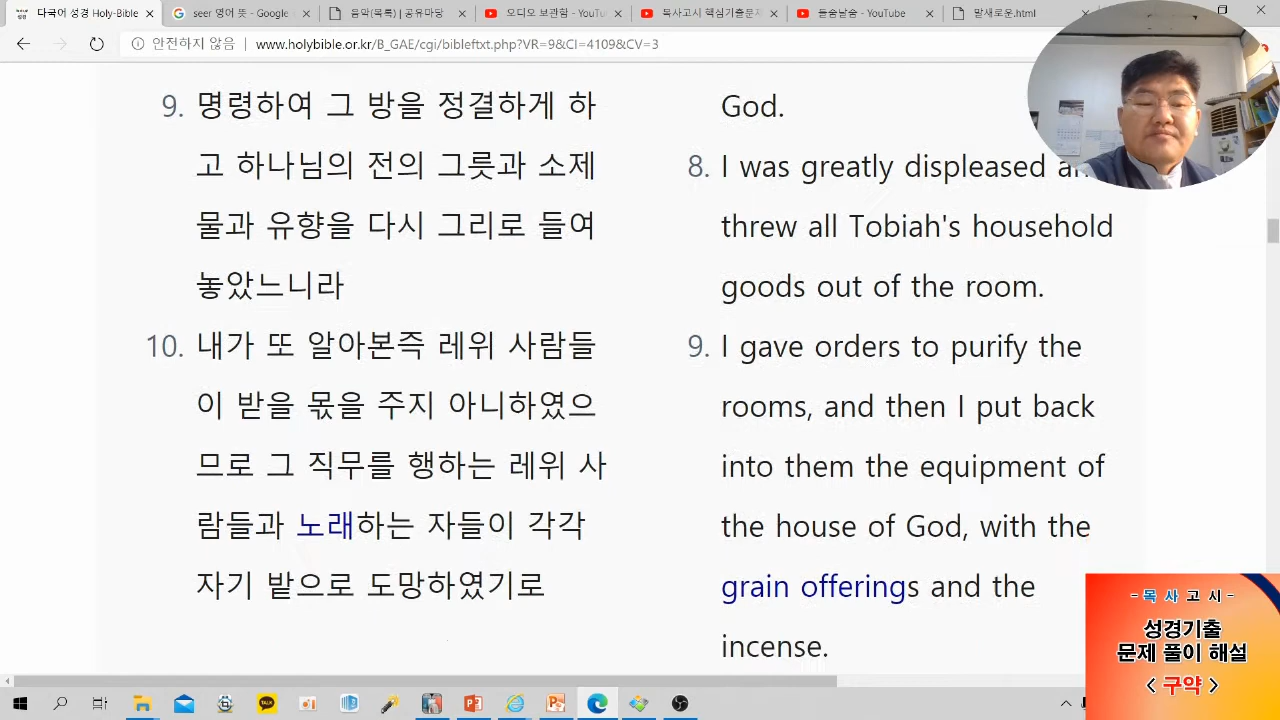 다국어 성경 Holy-Bible
seer 영어 뜻 - Google
음악(목록) | 공유마당
오디오 보관함 - YouTu
목사고시 핵심기출문제
돌숨날숨 - YouTube
말새로운.html
안전하지 않음 | www.holybible.or.kr/B_GAE/cgi/bibleftxt.php?VR=9&CI=4109&CV=3
9. 명령하여 그 방을 정결하게 하
고 하나님의 전의 그릇과 소제
물과 유향을 다시 그리로 들여
놓았느니라
10. 내가 또 알아본즉 레위 사람들
이 받을 몫을 주지 아니하였으
므로 그 직무를 행하는 레위 사
람들과 노래하는 자들이 각각
자기 밭으로 도망하였기로
God.
8. I was greatly displeased
threw all Tobiah's household
goods out of the room.
9. I gave orders to purify the
rooms, and then I put back
into them the equipment of
the house of God, with the
grain offerings and the
incense.
- 목 사 고 시 -
성경기출
문제 풀이 해설
< 구약 >
TALK